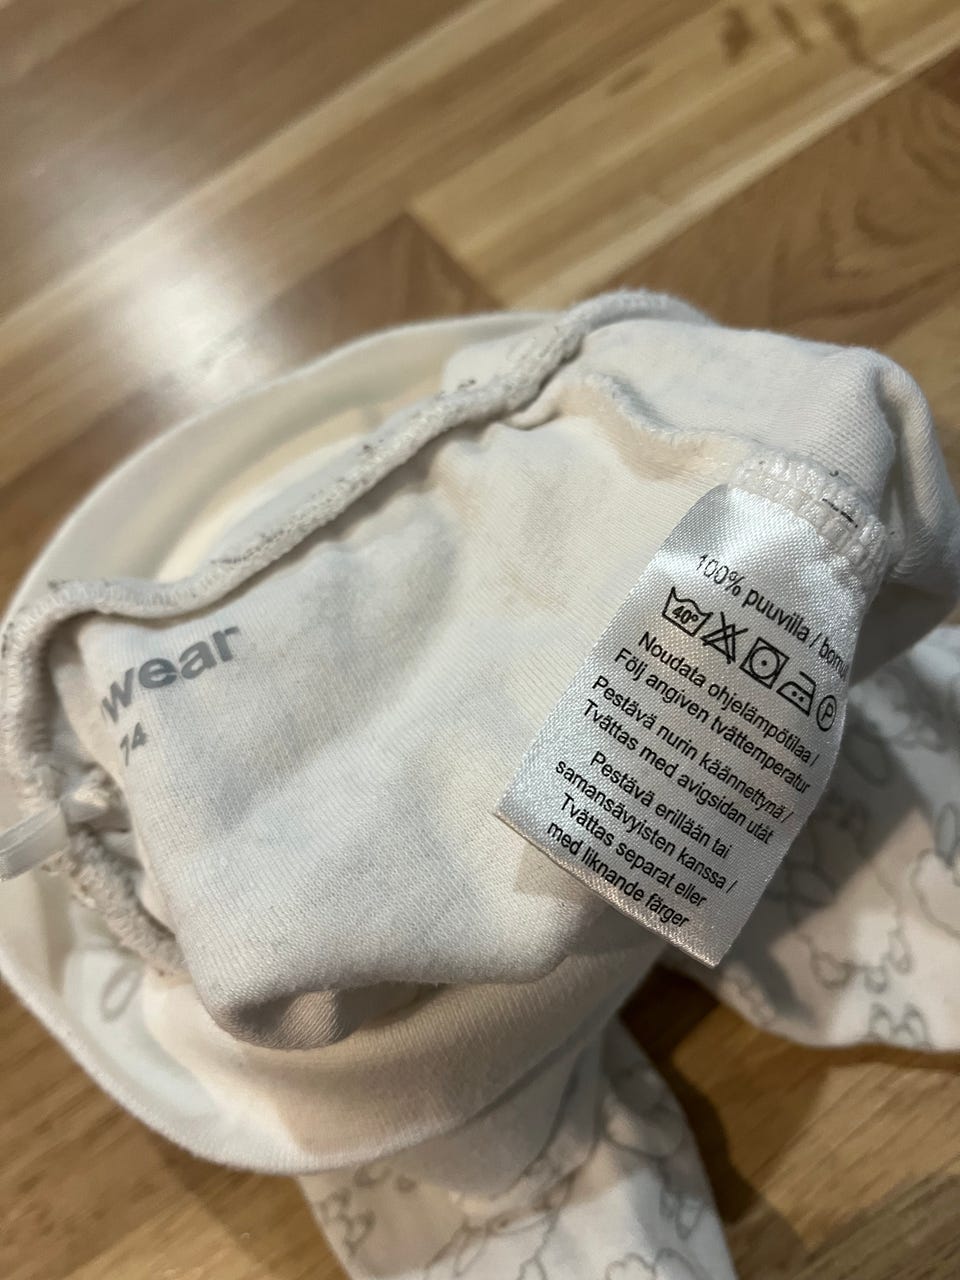 wear
74
100% puuvilla /
40°
P
Noudata ohjelämpötilaa /
Följ angiven tvättemperatur
Pestävä nurin käännettynä /
Tvättas med avigsidan utåt
Pestävä erillään tai
samansävyisten kanssa /
Tvättas separat eller
med liknande färger